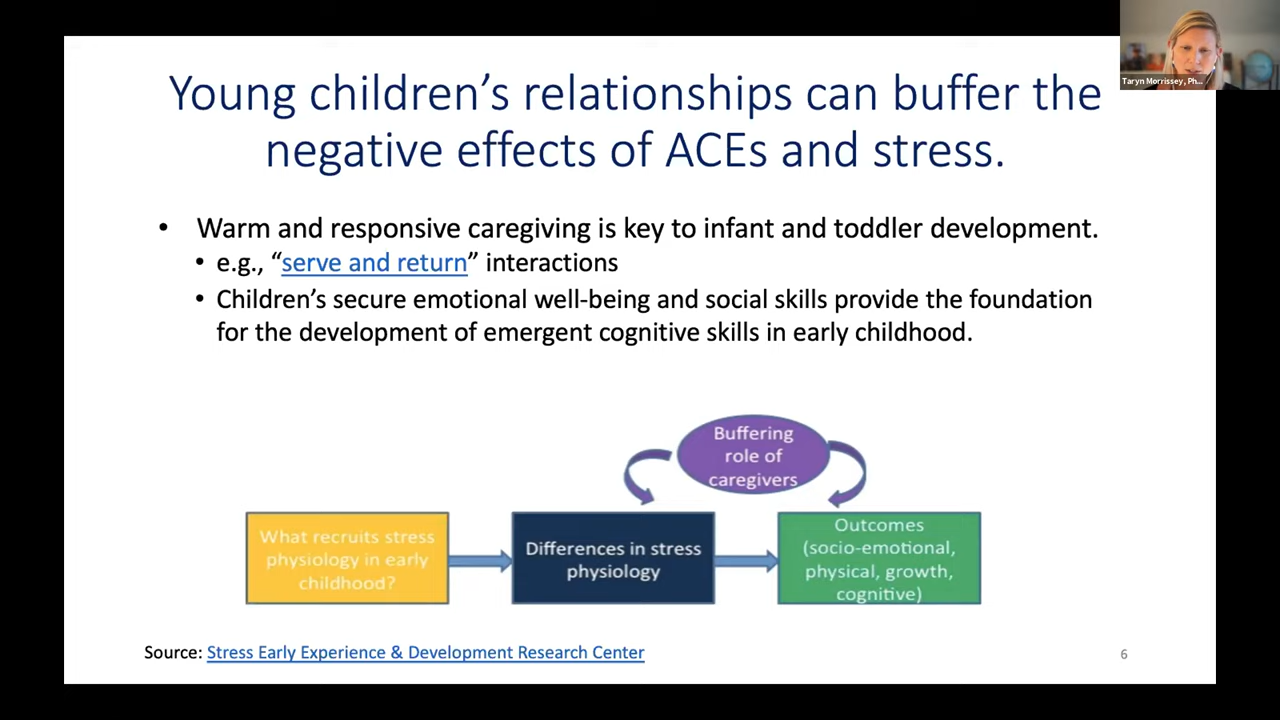 Taryn Morrissey, Ph...
Young children’s relationships can buffer the
negative effects of ACEs and stress.
• Warm and responsive caregiving is key to infant and toddler development.
• e.g., “serve and return” interactions
• Children’s secure emotional well-being and social skills provide the foundation
for the development of emergent cognitive skills in early childhood.
Buffering
role of
caregivers
What recruits stress
physiology in early
childhood?
Differences in stress
physiology
Outcomes
(socio-emotional,
physical, growth,
cognitive)
Source: Stress Early Experience & Development Research Center
6